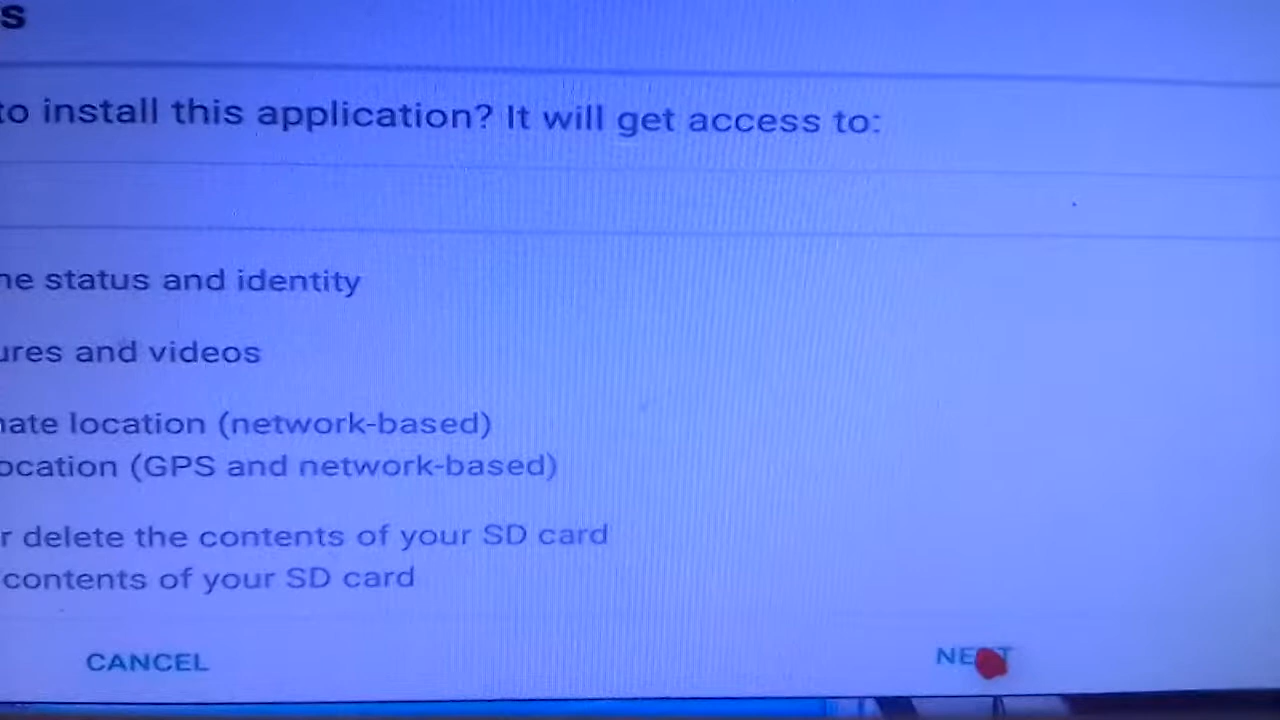 s
to install this application? It will get access to:
ne status and identity
ures and videos
nate location (network-based)
ocation (GPS and network-based)
r delete the contents of your SD card
contents of your SD card
CANCEL
NEXT